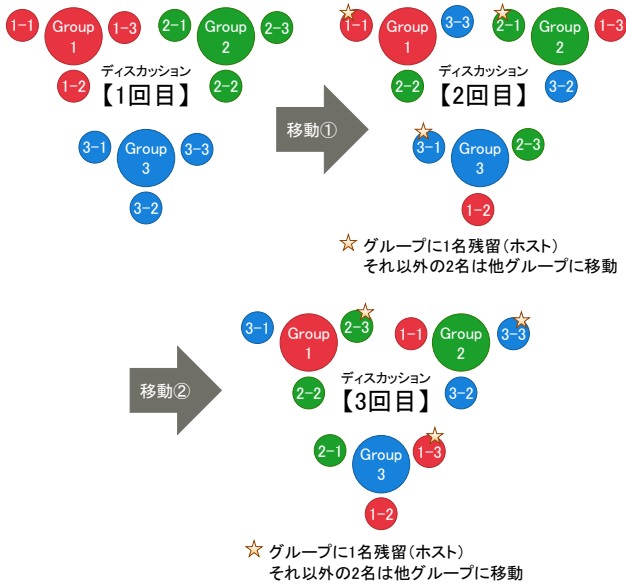 1-1
Group
1
1-3
1-2
2-1
Group
2
2-3
2-2
ディスカッション
【1回目】
3-1
Group
3
3-3
3-2
移動①
1-1
Group
1
3-3
2-2
2-1
Group
2
1-3
3-2
ディスカッション
【2回目】
3-1
Group
3
2-3
1-2
グループに1名残留(ホスト)
それ以外の2名は他グループに移動
移動②
3-1
Group
1
2-3
2-2
1-1
Group
2
3-3
3-2
ディスカッション
【3回目】
2-1
Group
3
1-3
1-2
グループに1名残留(ホスト)
それ以外の2名は他グループに移動